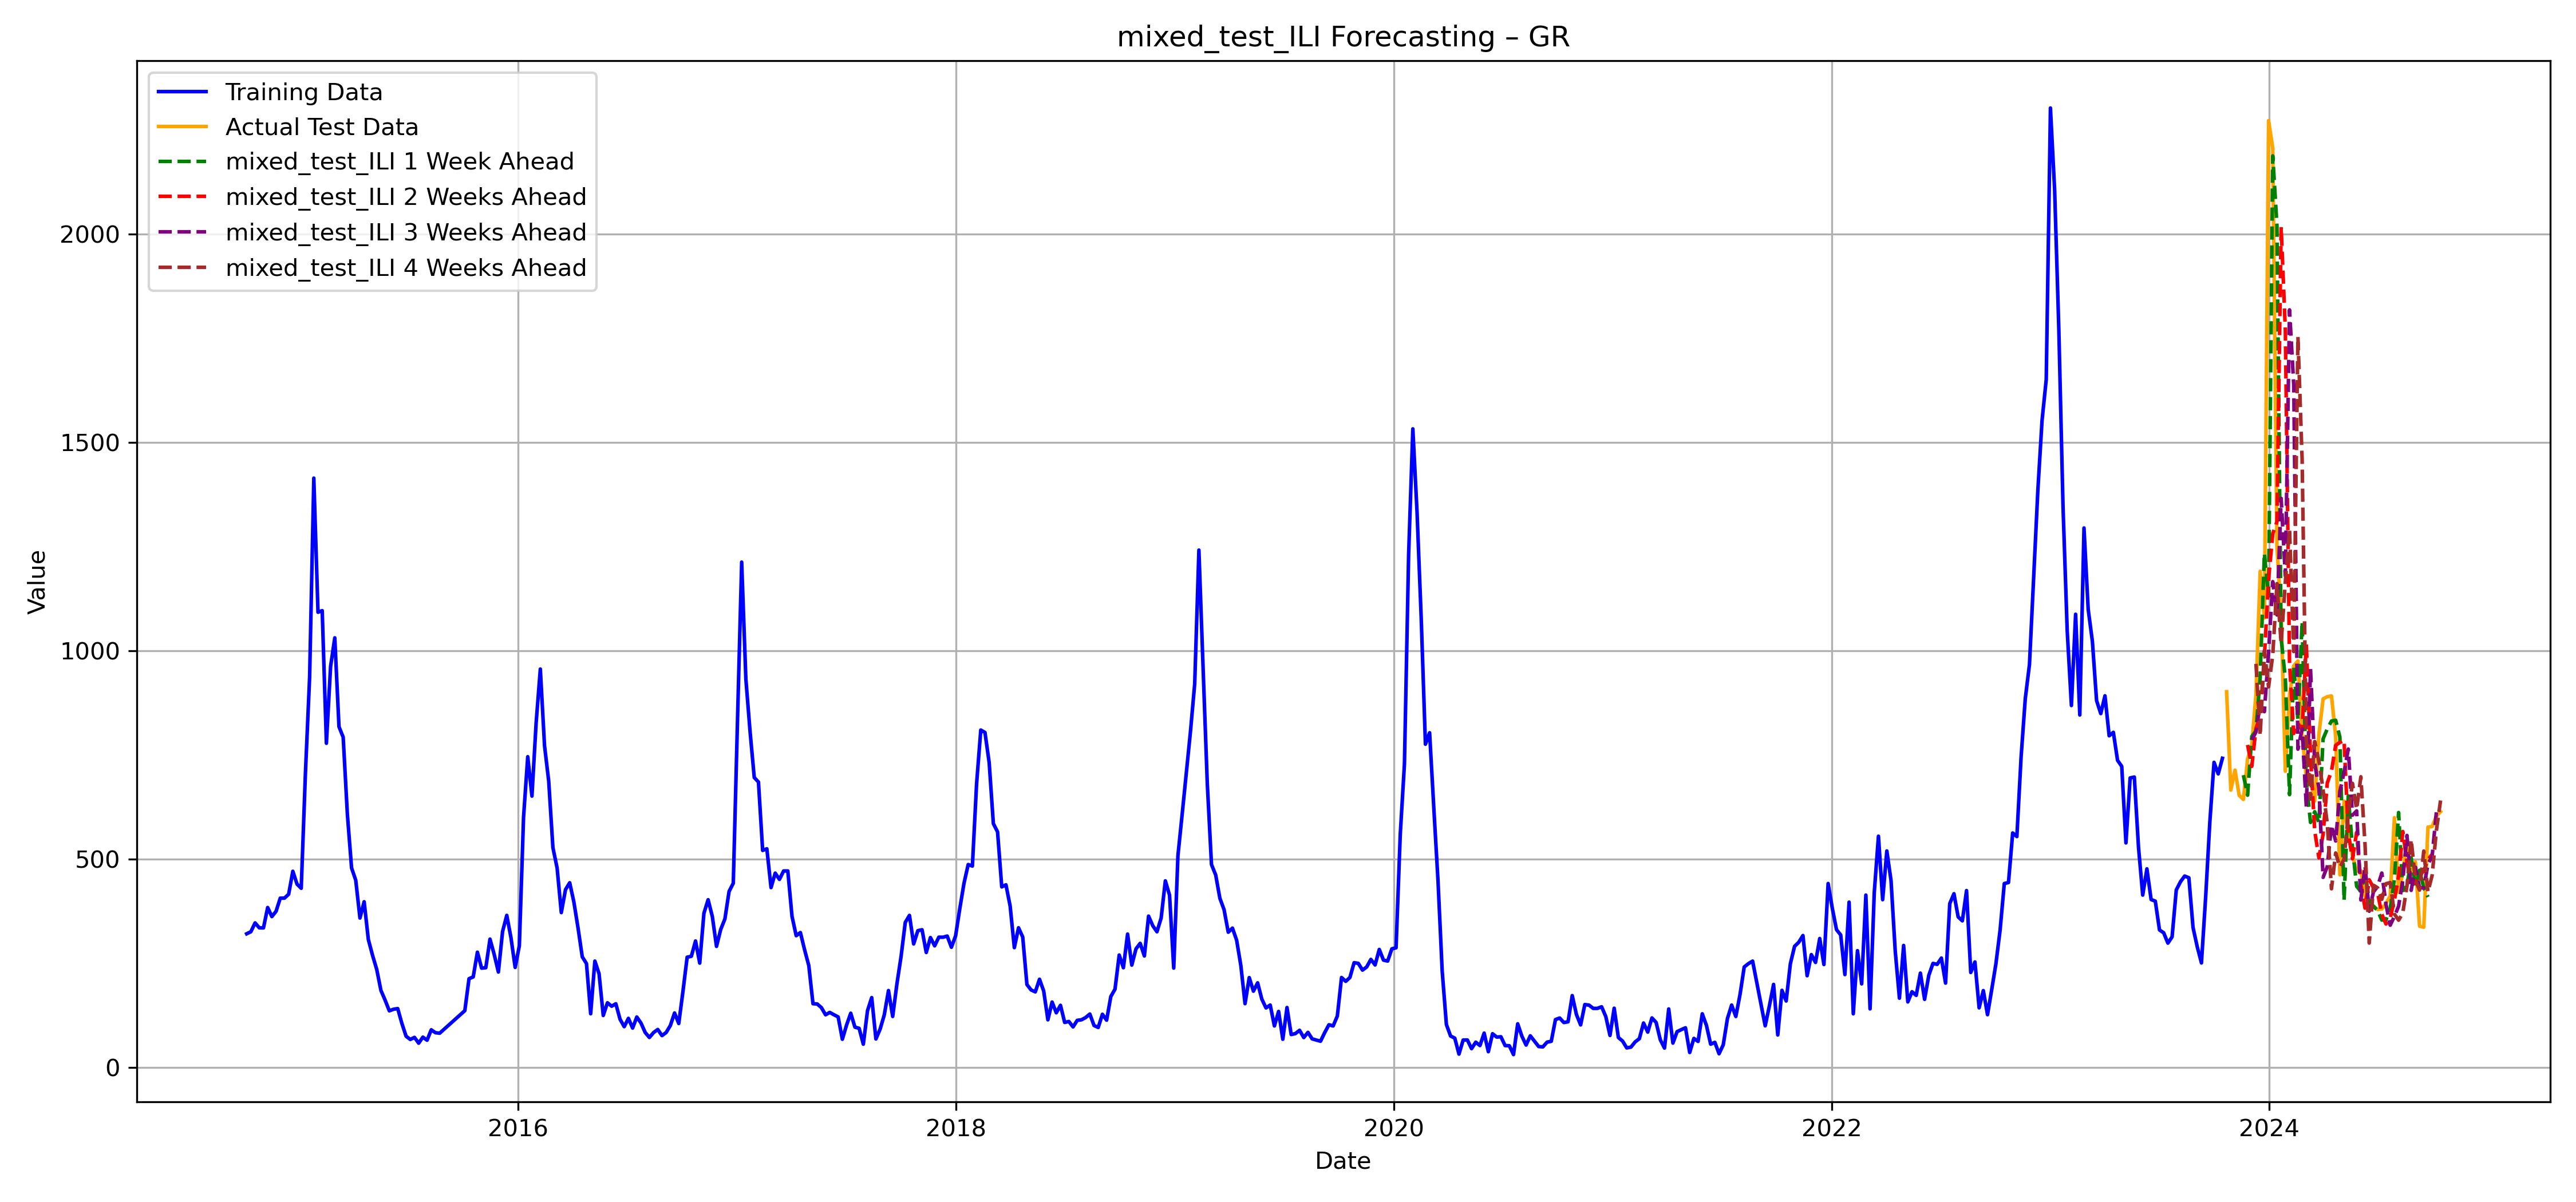 mixed_test_ILI Forecasting – GR
Training Data
Actual Test Data
mixed_test_ILI 1 Week Ahead
mixed_test_ILI 2 Weeks Ahead
mixed_test_ILI 3 Weeks Ahead
mixed_test_ILI 4 Weeks Ahead
Value
2000
1500
1000
500
0
2016
2018
2020
2022
2024
Date